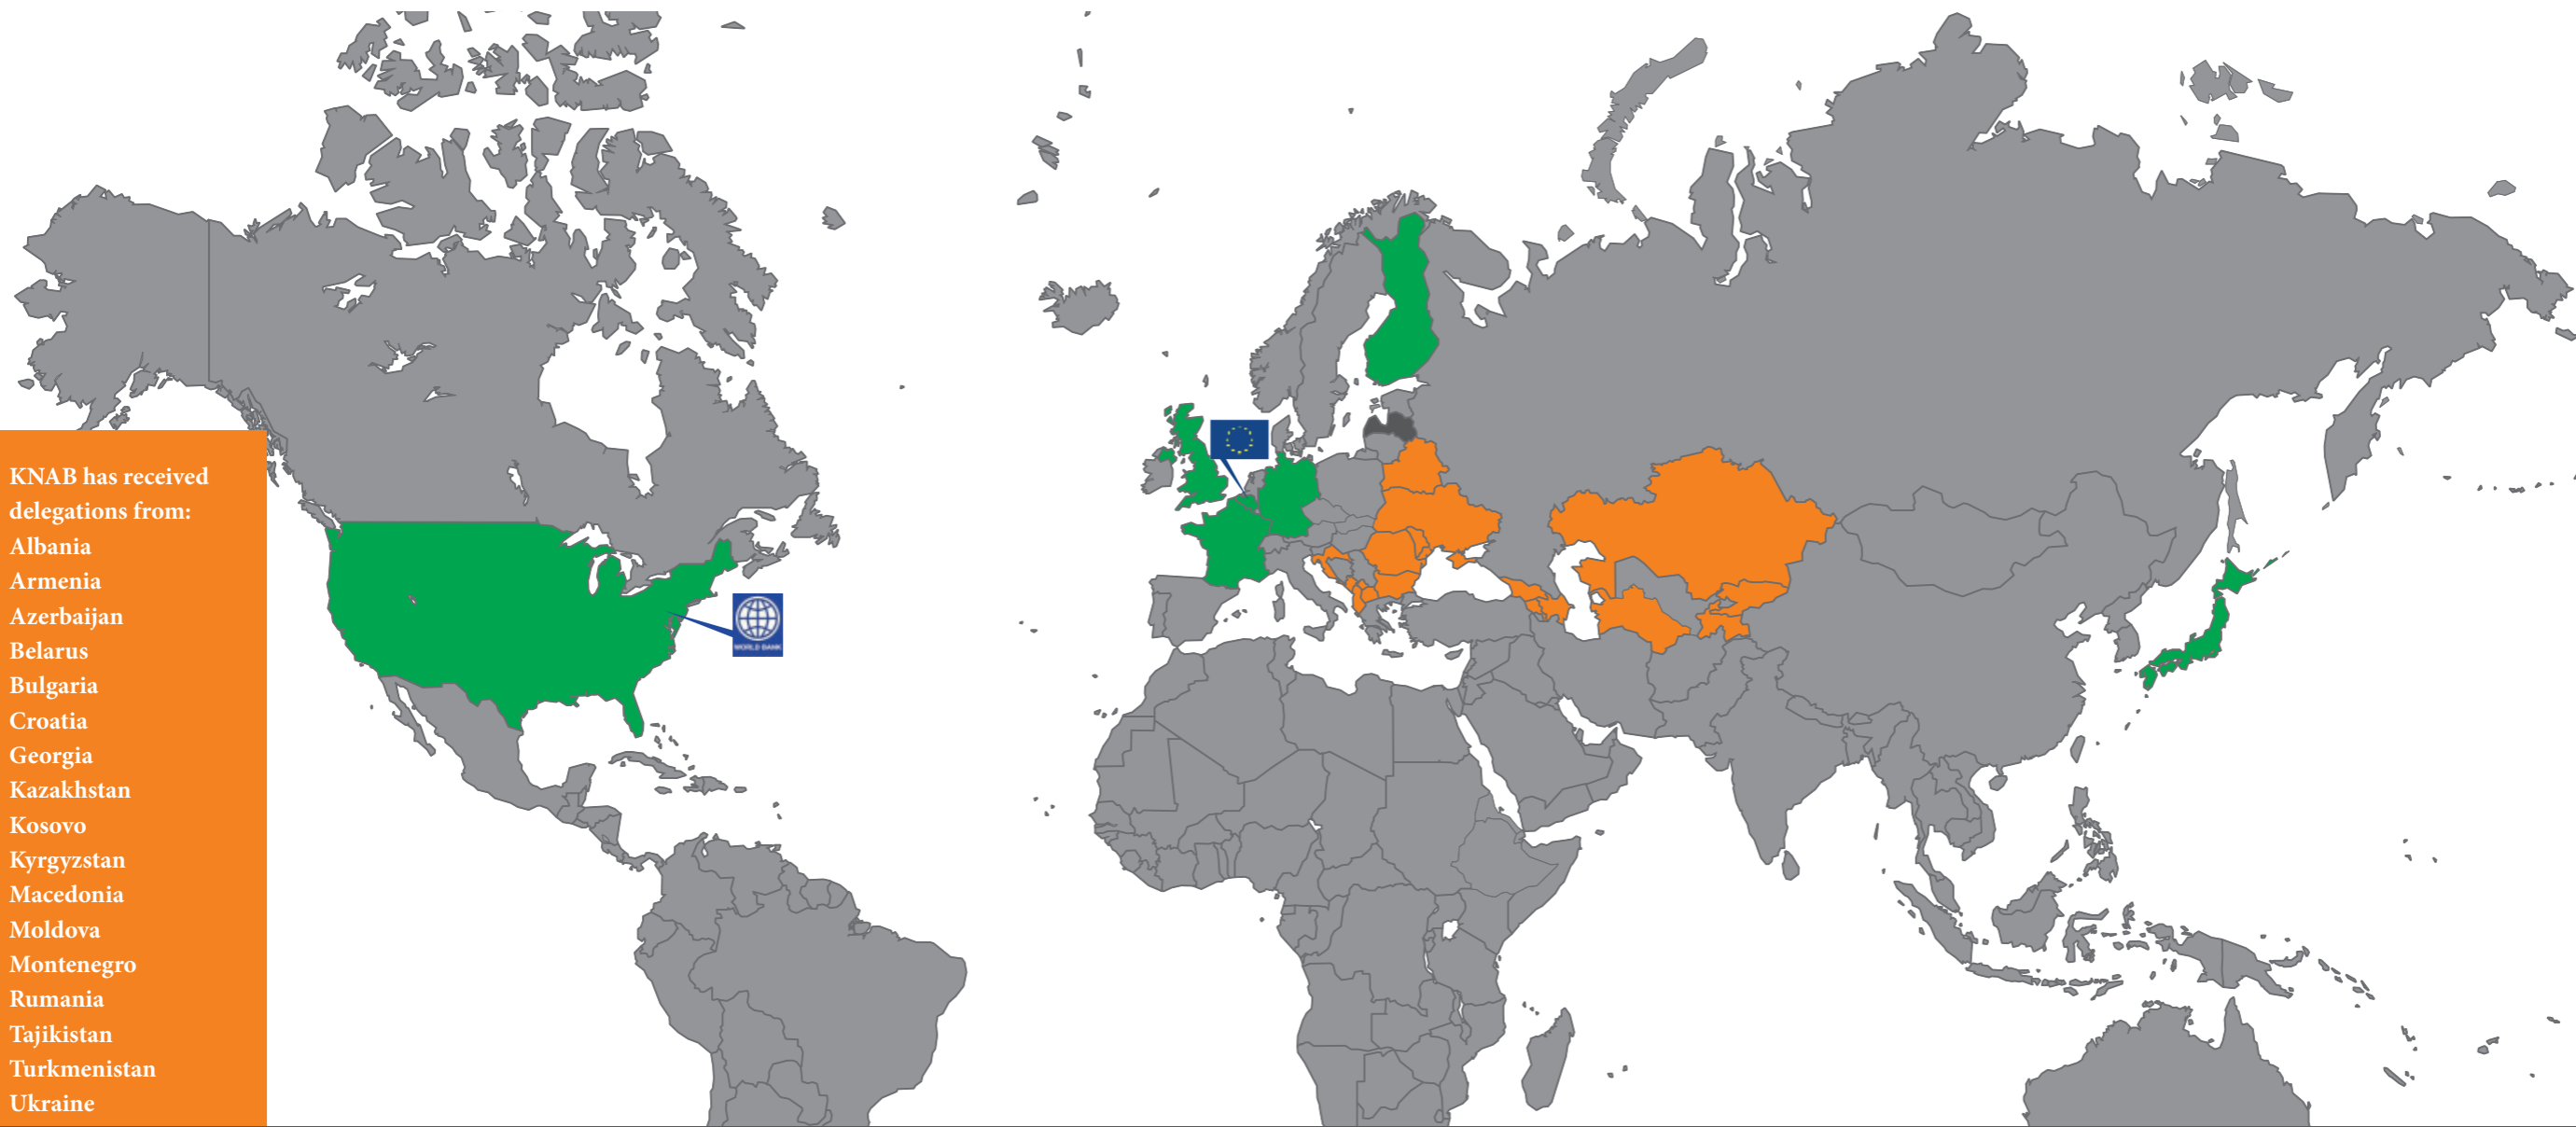 KNAB has received
delegations from:
Albania
Armenia
Azerbaijan
Belarus
Bulgaria
Croatia
Georgia
Kazakhstan
Kosovo
Kyrgyzstan
Macedonia
Moldova
Montenegro
Rumania
Tajikistan
Turkmenistan
Ukraine
WORLD BANK